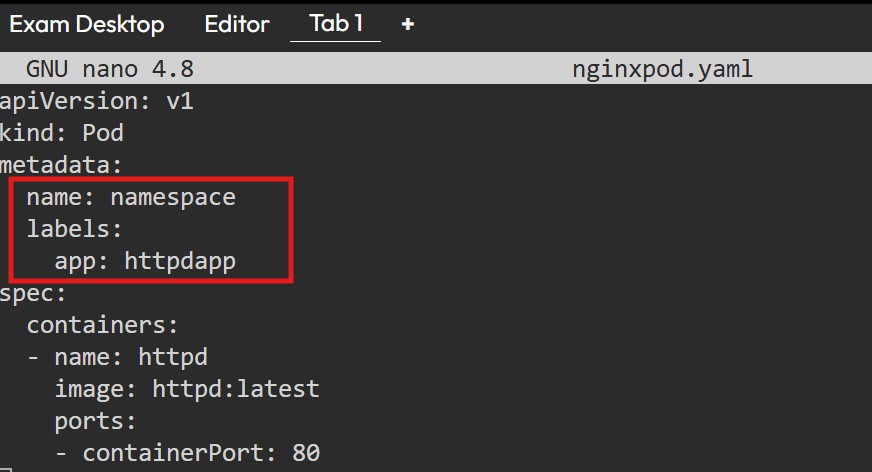 Exam Desktop Editor Tab 1 +
GNU nano 4.8 nginxpod.yaml
apiVersion: v1
kind: Pod
metadata:
  name: namespace
  labels:
    app: httpdapp
spec:
  containers:
  - name: httpd
    image: httpd:latest
    ports:
    - containerPort: 80